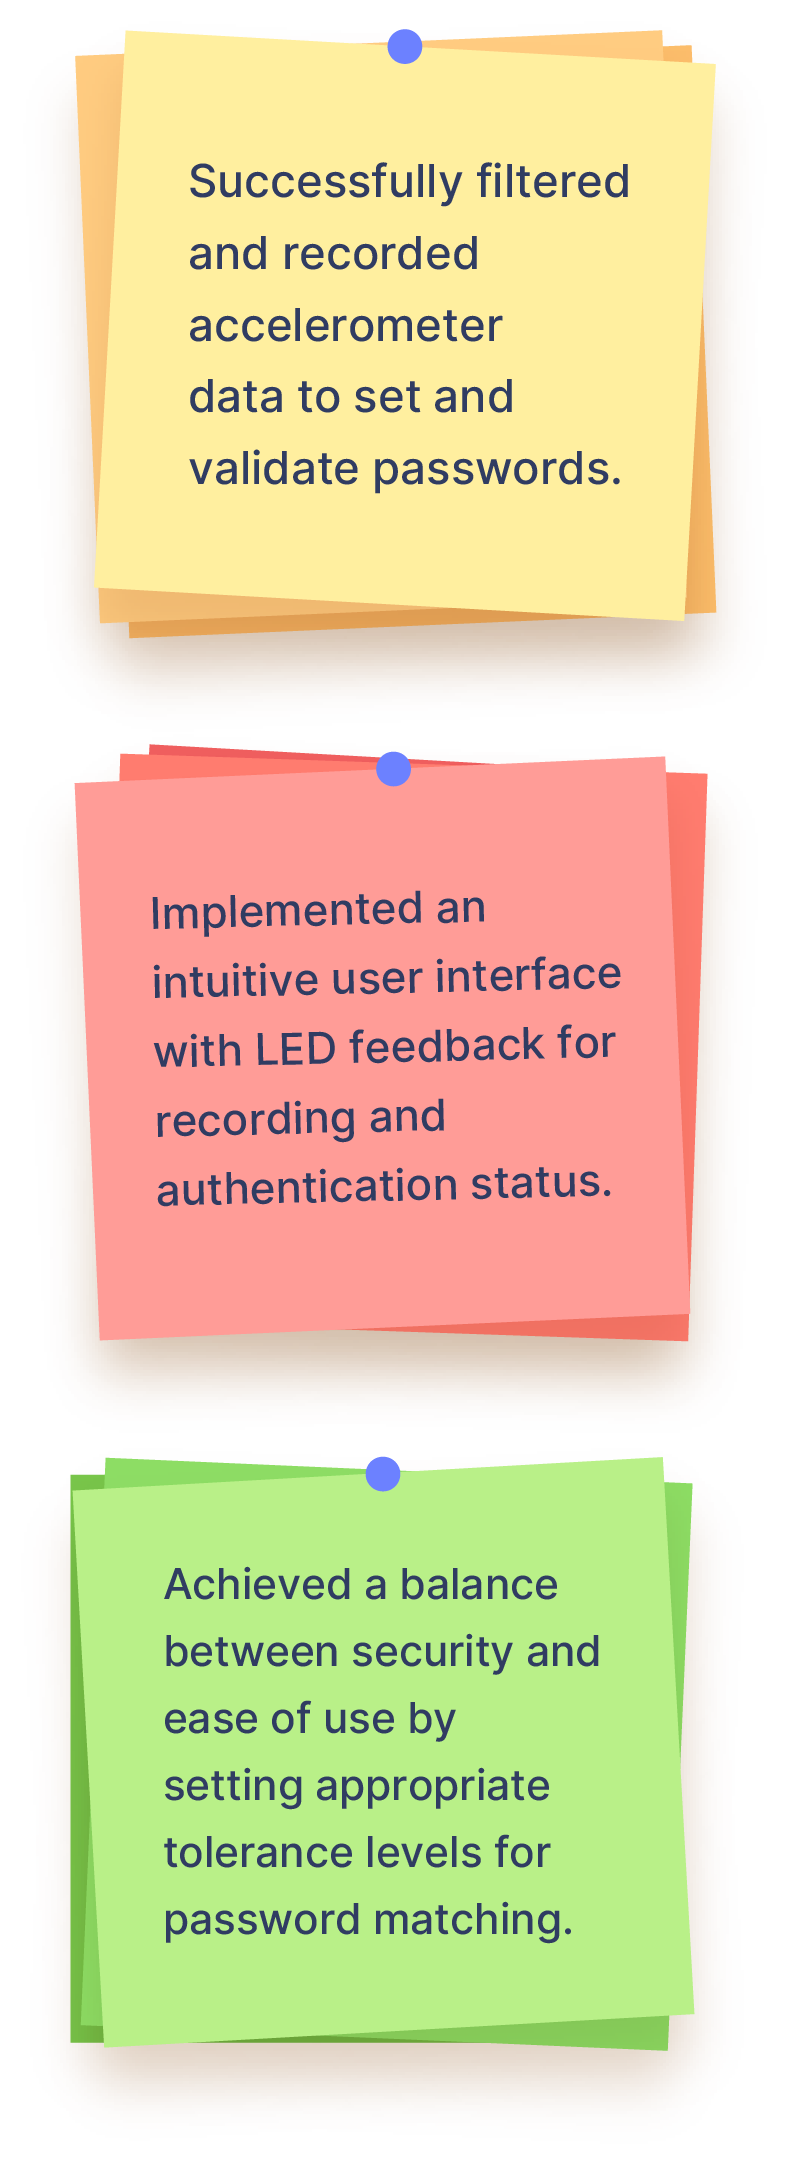 Successfully filtered
and recorded
accelerometer
data to set and
validate passwords.
Implemented an
intuitive user interface
with LED feedback for
recording and
authentication status.
Achieved a balance
between security and
ease of use by
setting appropriate
tolerance levels for
password matching.